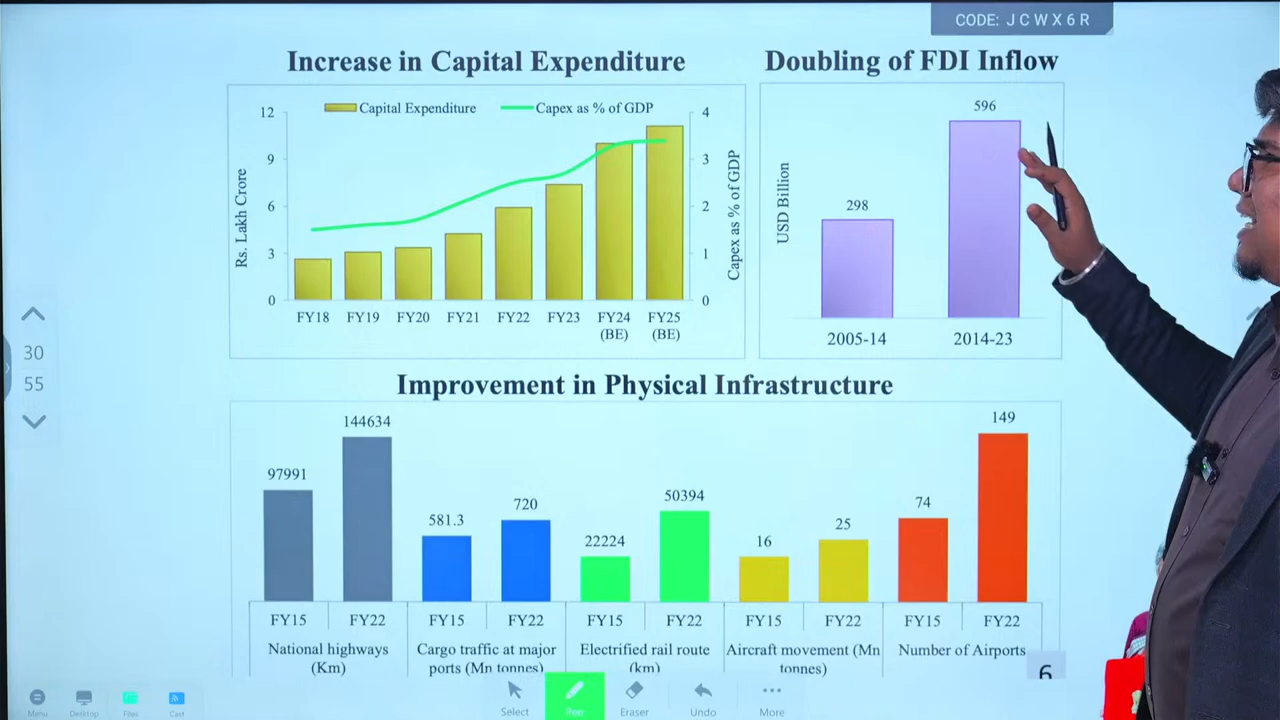 CODE: J C W X 6 R
Increase in Capital Expenditure
Capital Expenditure
Capex as % of GDP
Rs. Lakh Crore
12
9
6
3
0
4
3
2
1
0
Capex as % of GDP
FY18
FY19
FY20
FY21
FY22
FY23
FY24
(BE)
FY25
(BE)
Doubling of FDI Inflow
USD Billion
298
596
2005-14
2014-23
30
55
Improvement in Physical Infrastructure
97991
144634
581.3
720
22224
50394
16
25
74
149
FY15
FY22
FY15
FY22
FY15
FY22
FY15
FY22
FY15
FY22
National highways
(Km)
Cargo traffic at major
ports (Mn tonnes)
Electrified rail route
(km)
Aircraft movement (Mn
tonnes)
Number of Airports
6
Menu
Desktop
Files
Cast
Select
Pen
Eraser
Undo
More